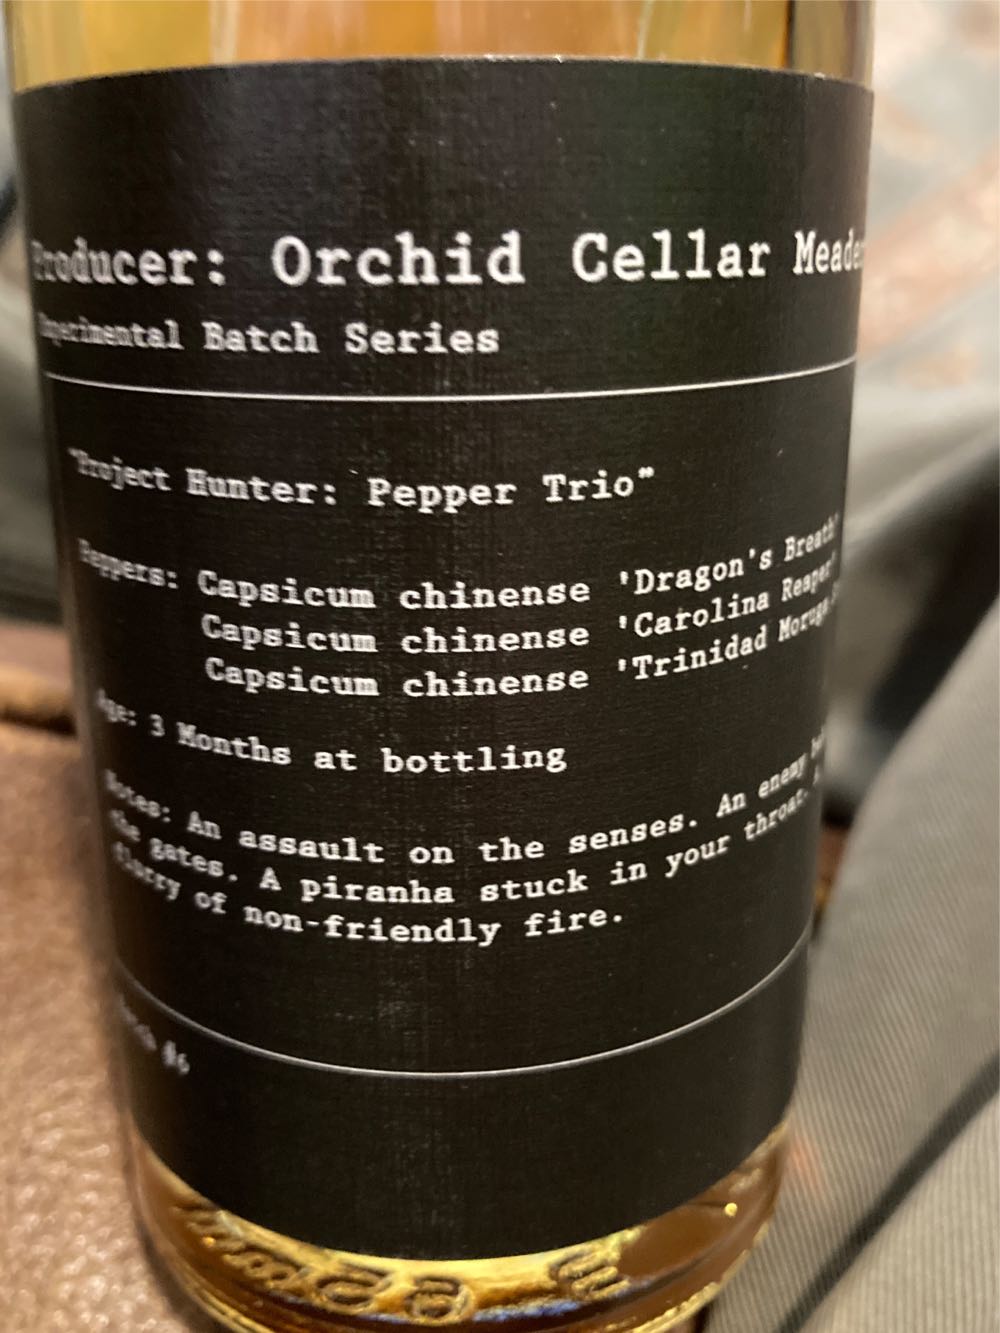 Producer: Orchid Cellar
Experimental Batch Series
"Project Hunter: Pepper Trio"
Peppers: Capsicum chinense 'Dragon's Breath'
Capsicum chinense 'Carolina Reaper'
Capsicum chinense 'Trinidad Moruga
Age: 3 Months at bottling
Notes: An assault on the senses. An enemy
the gates. A piranha stuck in your throat. A
flurry of non-friendly fire.
Batch #6